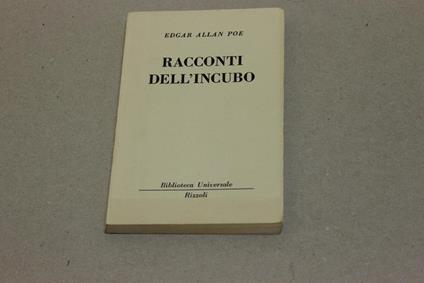 EDGAR ALLAN POE
RACCONTI
DELL'INCUBO
Biblioteca Universale
Rizzoli